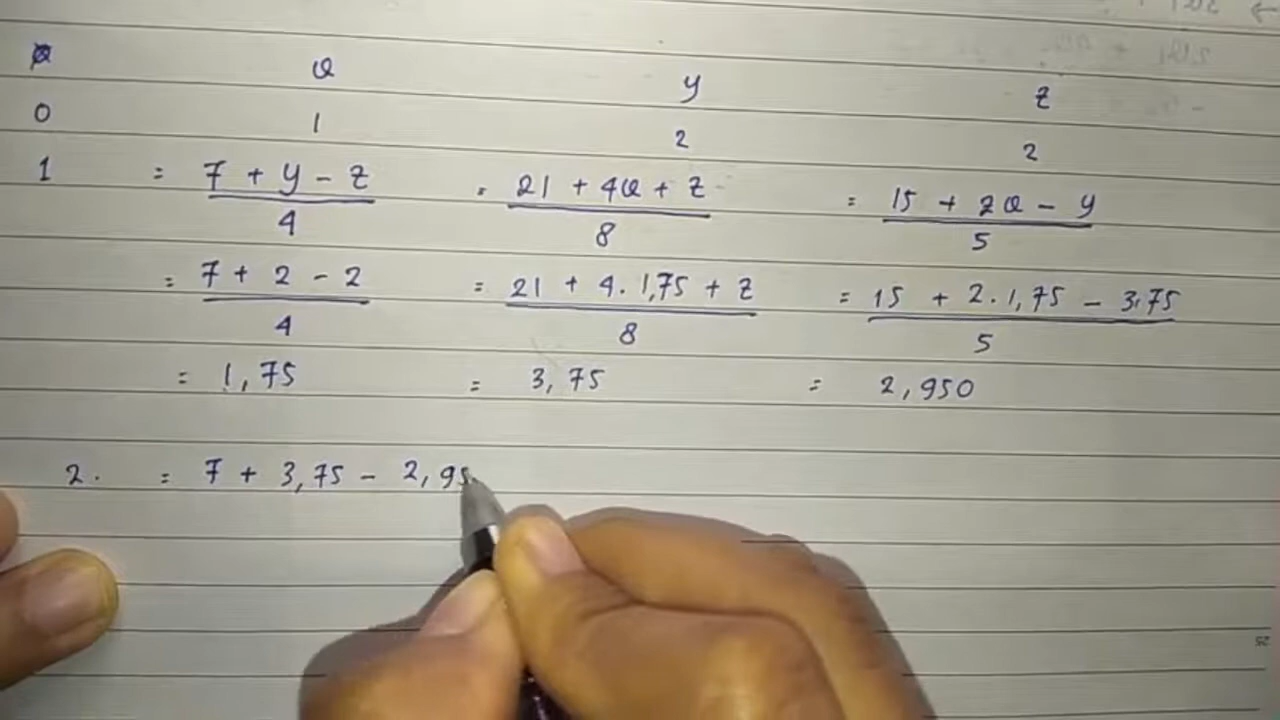 x y z
0 1 2 2
1 = 7 + y - z / 4 = 21 + 4x + z / 8 = 15 + 2x - y / 5
= 7 + 2 - 2 / 4 = 21 + 4. 1,75 + 2 / 8 = 15 + 2. 1,75 - 3,75 / 5
= 1,75 = 3,75 = 2,950
2. = 7 + 3,75 - 2,95
25